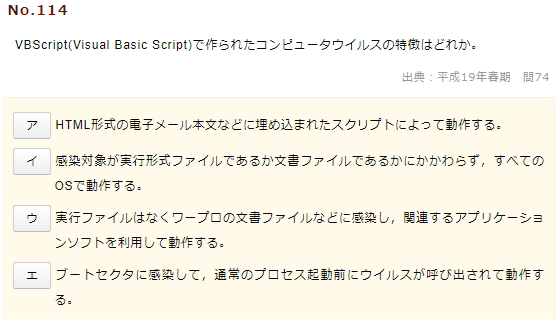 No.114
VBScript(Visual Basic Script)で作られたコンピュータウイルスの特徴はどれか。
出典：平成19年春期　問74
ア HTML形式の電子メール本文などに埋め込まれたスクリプトによって動作する。
イ 感染対象が実行形式ファイルであるか文書ファイルであるかにかかわらず，すべての
OSで動作する。
ウ 実行ファイルはなくワープロの文書ファイルなどに感染し，関連するアプリケーショ
ンソフトを利用して動作する。
エ ブートセクタに感染して，通常のプロセス起動前にウイルスが呼び出されて動作す
る。